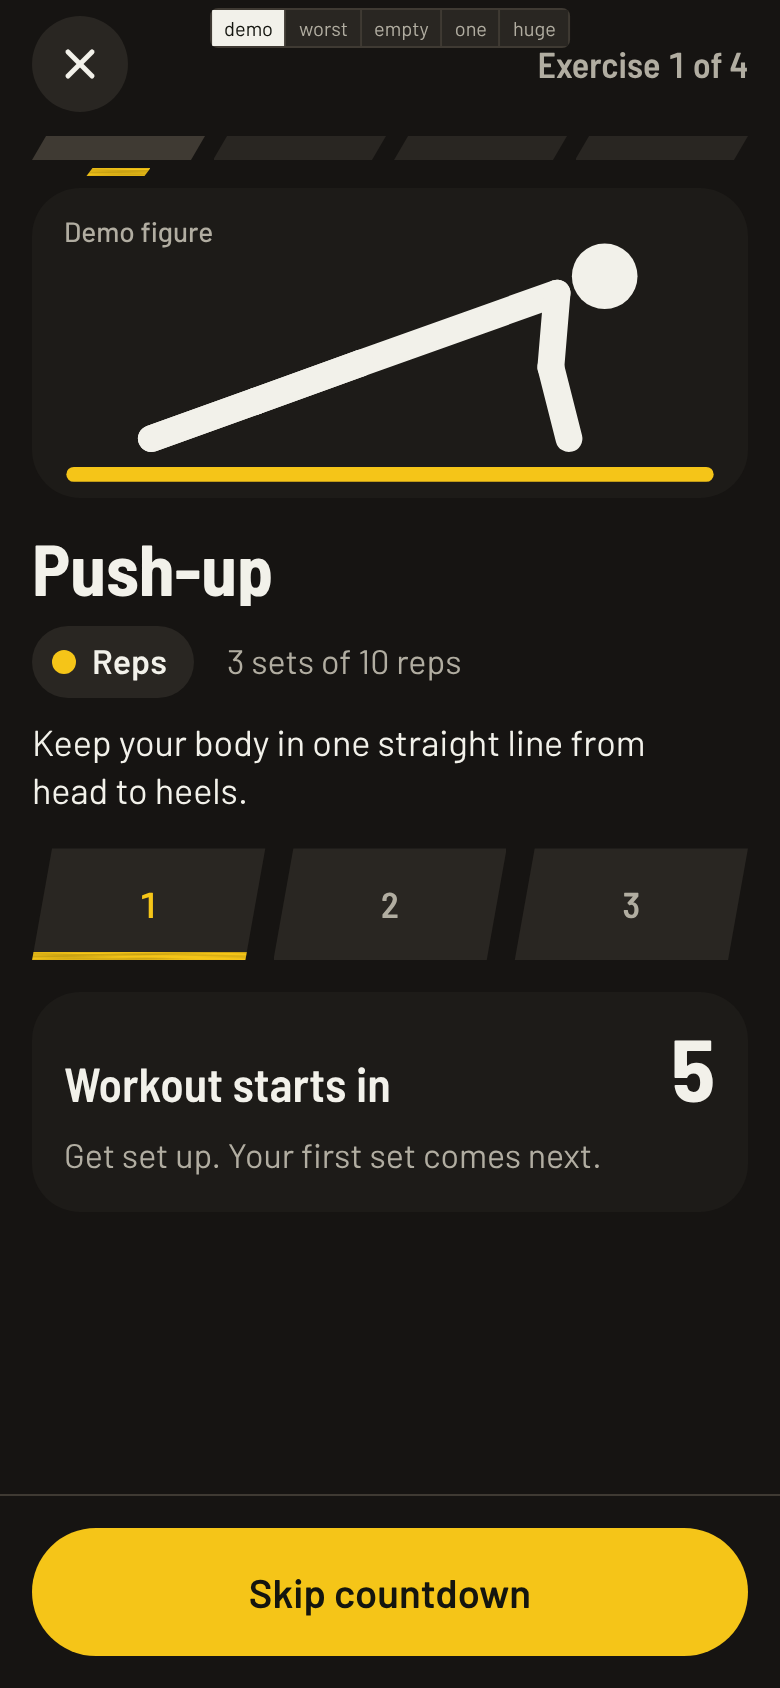 demo worst empty one huge
Exercise 1 of 4
Demo figure
Push-up
Reps 3 sets of 10 reps
Keep your body in one straight line from
head to heels.
1 2 3
Workout starts in 5
Get set up. Your first set comes next.
Skip countdown